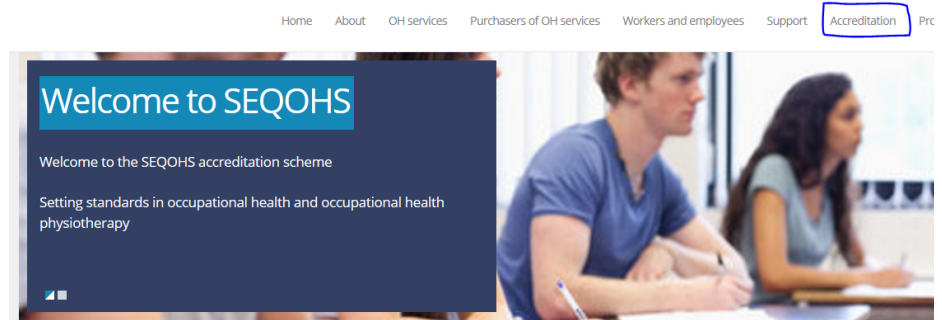 Home About OH services Purchasers of OH services Workers and employees Support Accreditation Pro
Welcome to SEQOHS
Welcome to the SEQOHS accreditation scheme
Setting standards in occupational health and occupational health
physiotherapy